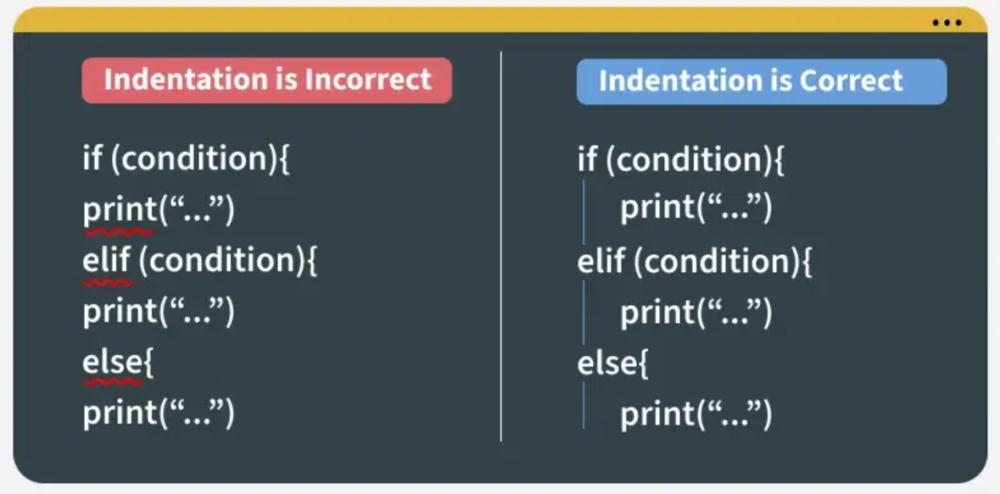 Indentation is Incorrect
if (condition){
print(“...”)
elif (condition){
print(“...”)
else{
print(“...”)
Indentation is Correct
if (condition){
print(“...”)
elif (condition){
print(“...”)
else{
print(“...”)